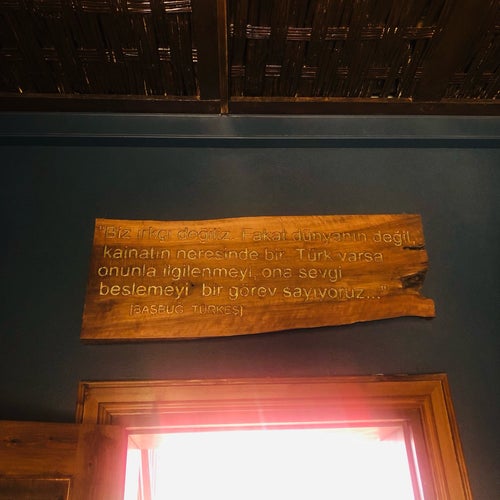 "Biz ırkçı değiliz. Fakat dünyanın değil,
kainatın neresinde bir Türk varsa
onunla ilgilenmeyi, ona sevgi
beslemeyi bir görev sayıyoruz..."
[BAŞBUĞ TÜRKEŞ]